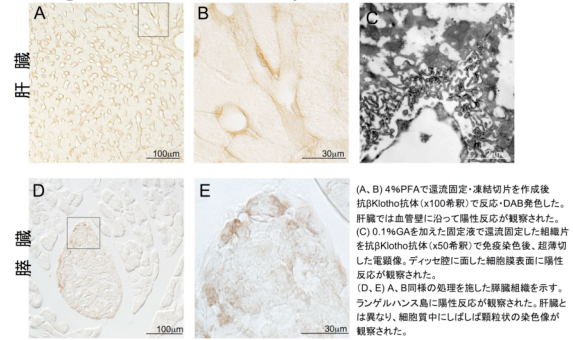 肝 臓
A
100μm
B
30μm
C
膵 臓
D
100μm
E
30μm
(A、B) 4%PFAで還流固定・凍結切片を作成後
抗βKlotho抗体(x100希釈)で反応・DAB発色した。
肝臓では血管壁に沿って陽性反応が観察された。
(C) 0.1%GAを加えた固定液で還流固定した組織片
を抗βKlotho抗体(x50希釈)で免疫染色後、超薄切
した電顕像。ディッセ腔に面した細胞膜表面に陽性
反応が観察された。
(D、E) A、B同様の処理を施した膵臓組織を示す。
ランゲルハンス島に陽性反応が観察された。肝臓と
は異なり、細胞質中にしばしば顆粒状の染色像が
観察された。